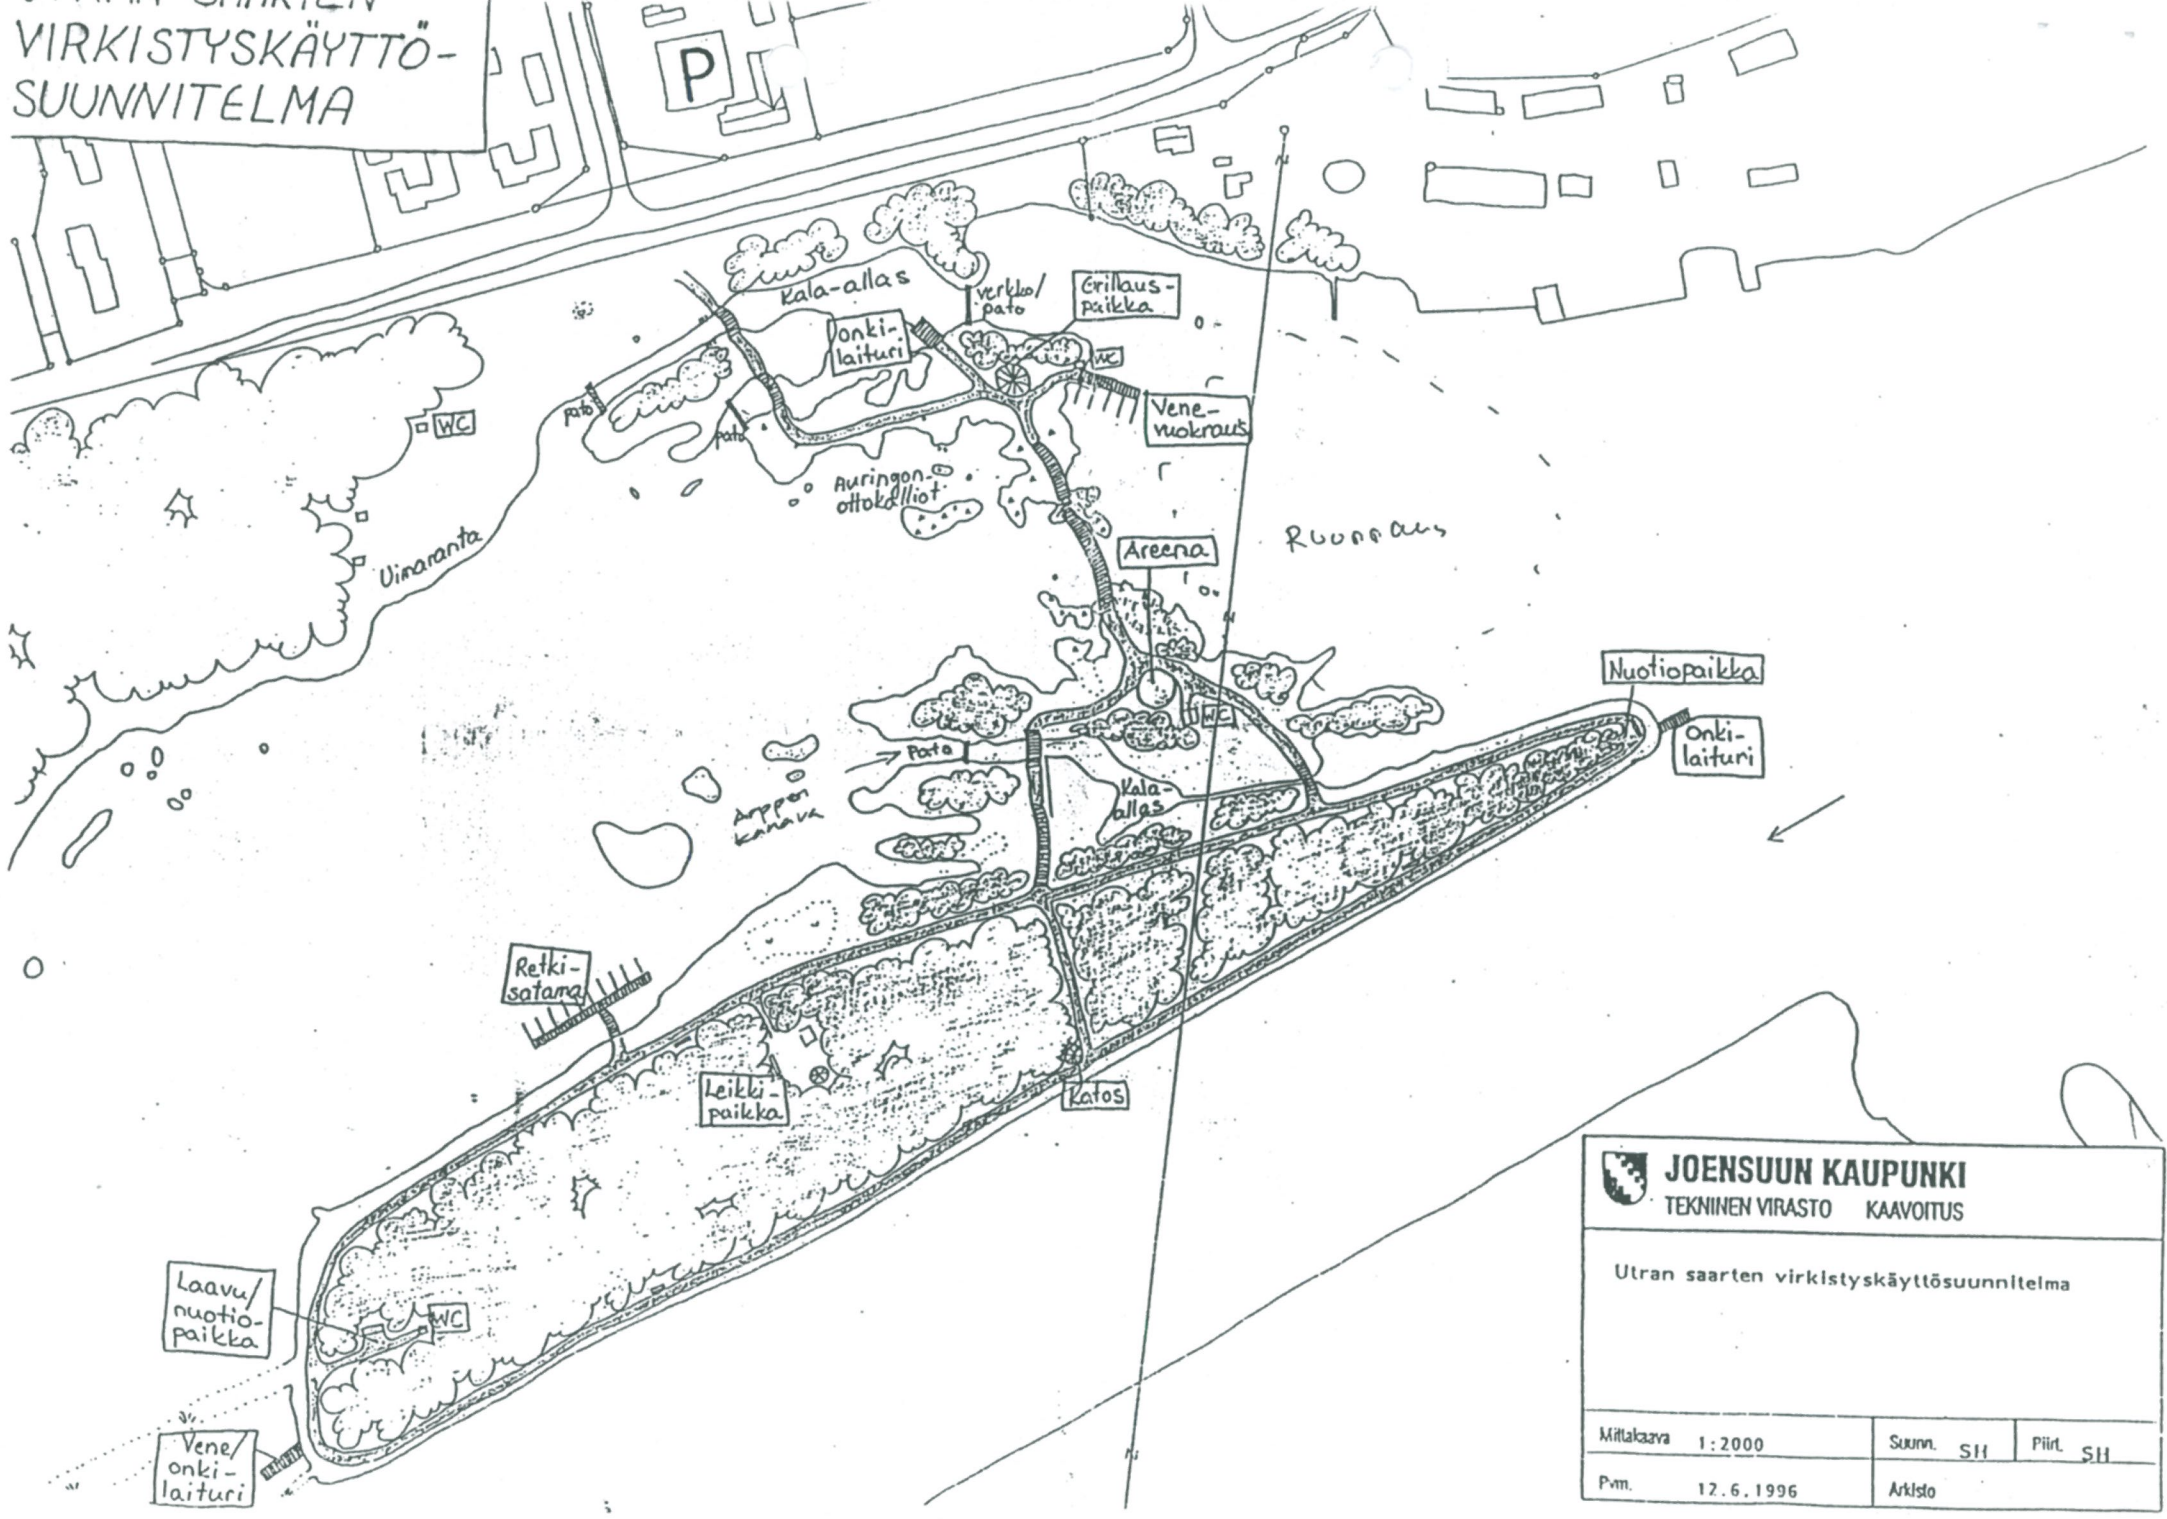 VIRKISTYSKÄYTTÖ-
SUUNNITELMA
P
Kala-allas
verkko/
pato
Grillaus-
paikka
onki-
laituri
WC
Vene-
vuokraus
WC
pato
pato
Auringon-
ottokalliot
Uimaranta
Areena
Nuotiopaikka
Onki-
laituri
WC
Pato
Kala-
allas
Arppen
kanava
Retki-
satama
Leikki-
paikka
Katos
Laavu/
nuotio-
paikka
WC
Vene/
onki-
laituri
JOENSUUN KAUPUNKI
TEKNINEN VIRASTO KAAVOITUS
Utran saarten virkistyskäyttösuunnitelma
Mittakaava 1:2000
Suunn. SH
Piirt. SH
Pvm. 12.6.1996
Arkisto